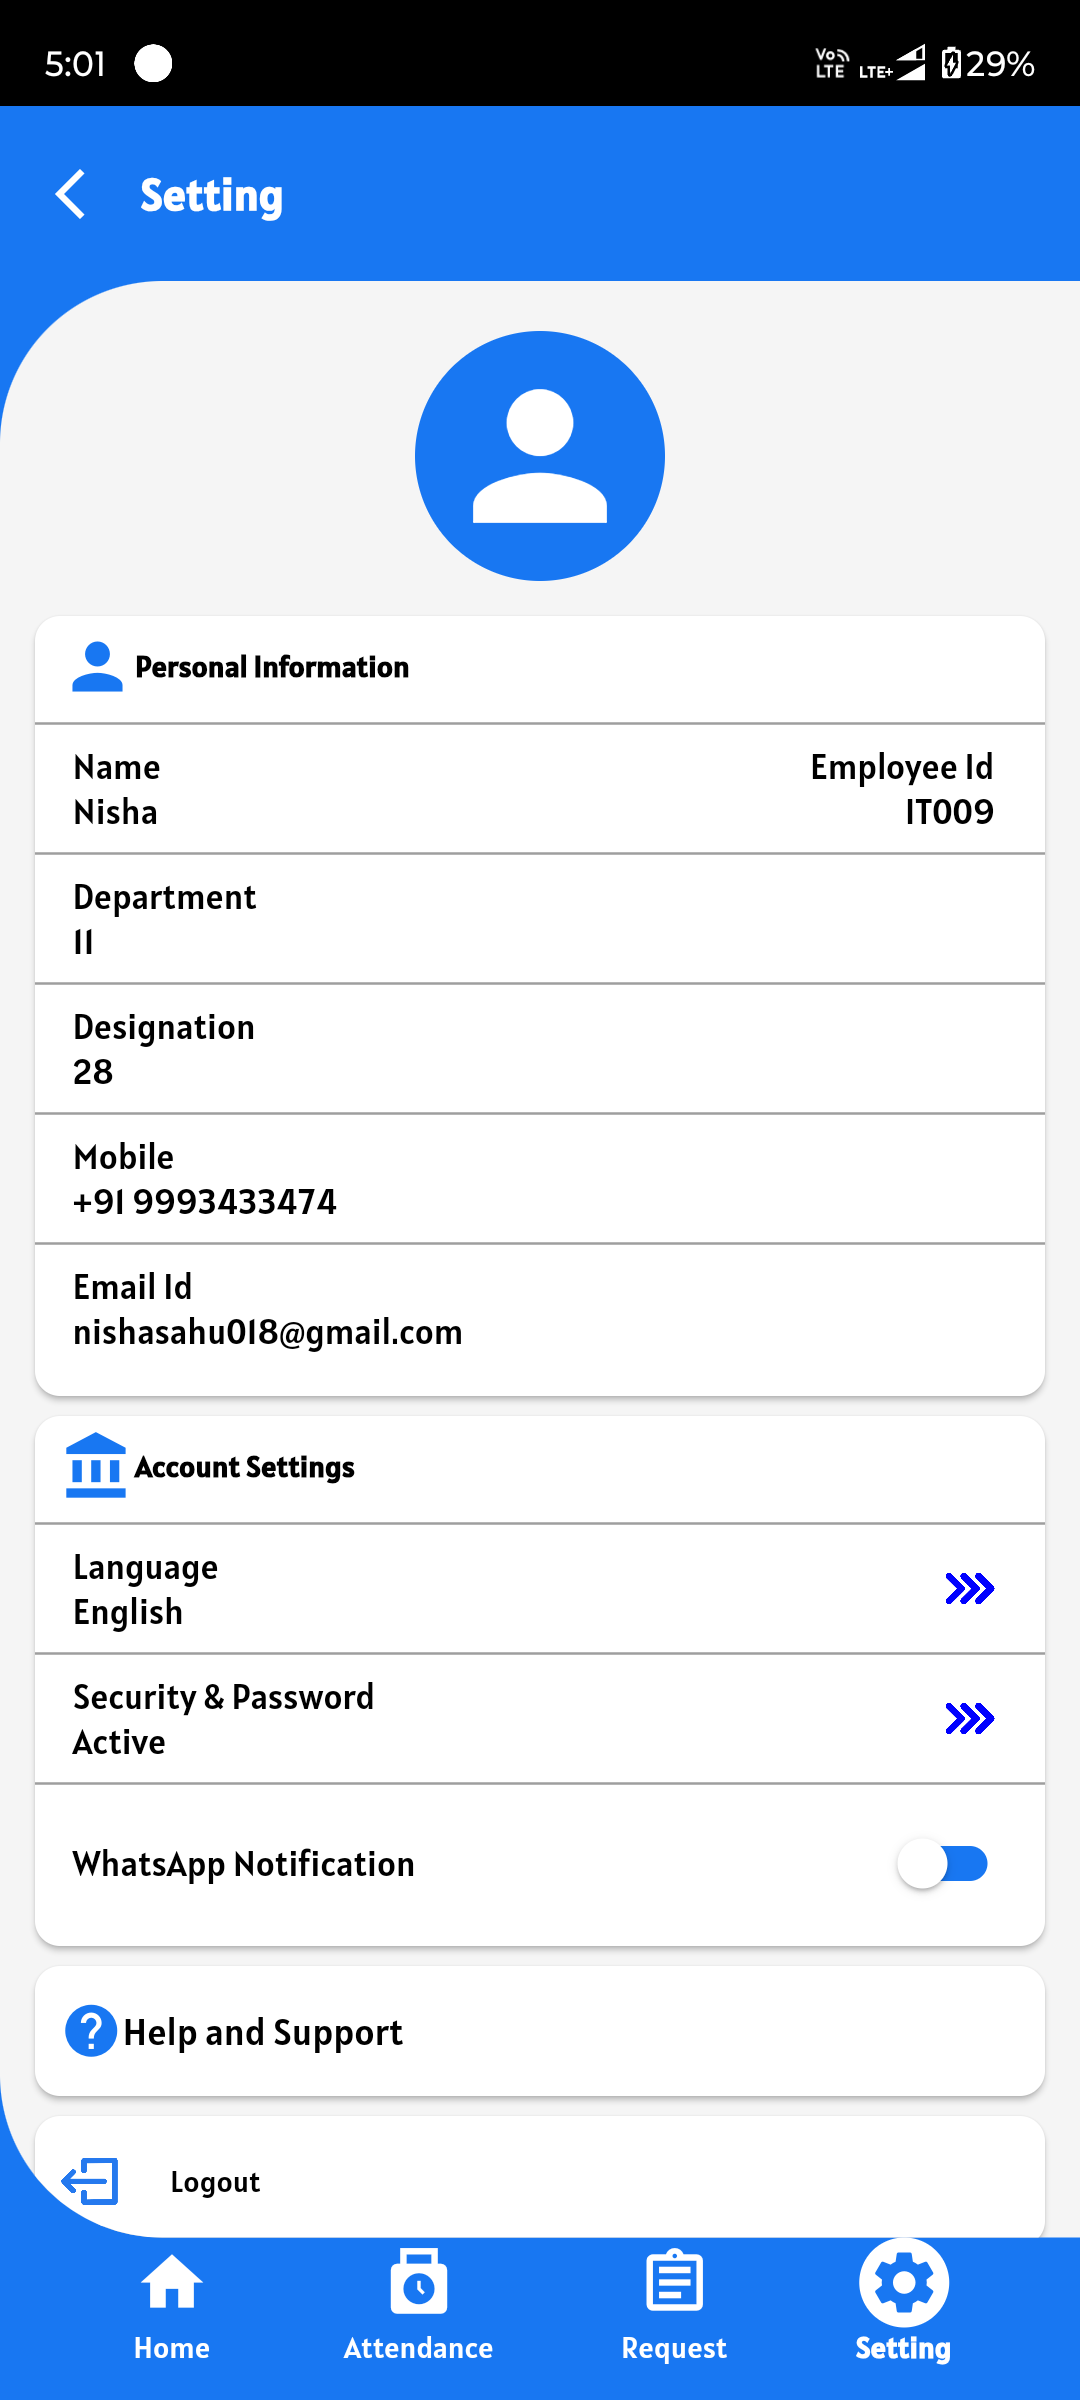 5:01
Vo LTE LTE+ 29%
Setting
Personal Information
Name
Employee Id
Nisha
IT009
Department
11
Designation
28
Mobile
+91 9993433474
Email Id
nishasahu018@gmail.com
Account Settings
Language
English
Security & Password
Active
WhatsApp Notification
Help and Support
Logout
Home Attendance Request Setting